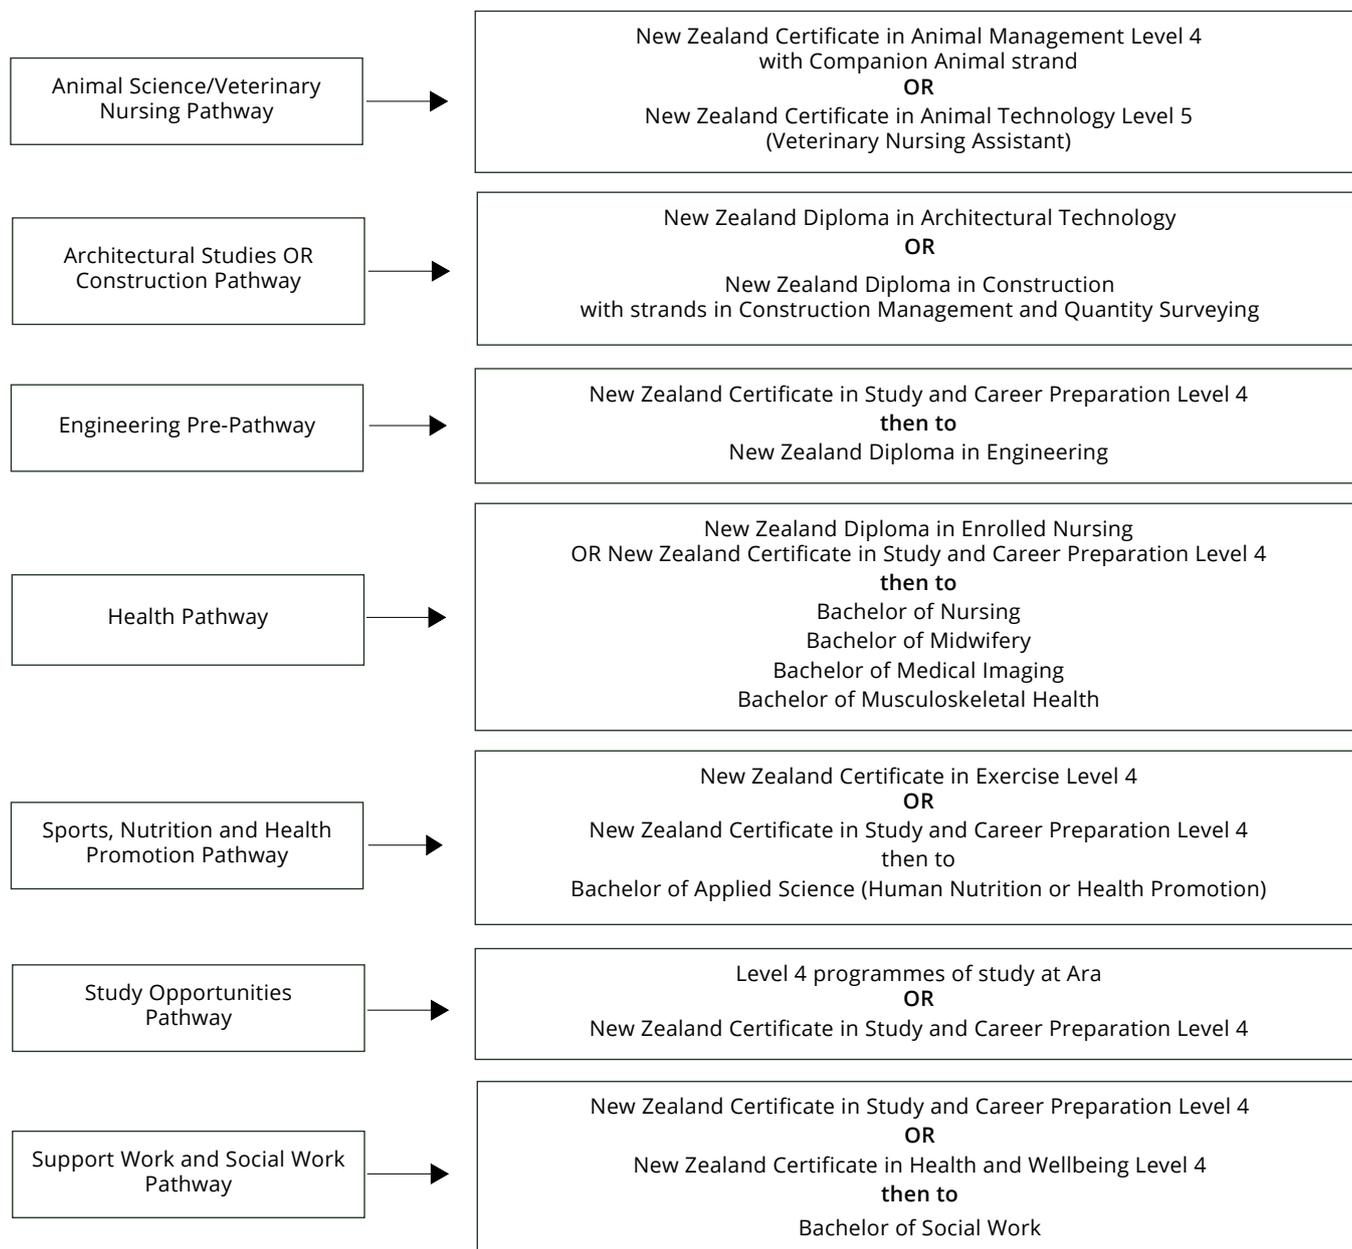 Animal Science/Veterinary
Nursing Pathway
New Zealand Certificate in Animal Management Level 4
with Companion Animal strand
OR
New Zealand Certificate in Animal Technology Level 5
(Veterinary Nursing Assistant)
Architectural Studies OR
Construction Pathway
New Zealand Diploma in Architectural Technology
OR
New Zealand Diploma in Construction
with strands in Construction Management and Quantity Surveying
Engineering Pre-Pathway
New Zealand Certificate in Study and Career Preparation Level 4
then to
New Zealand Diploma in Engineering
Health Pathway
New Zealand Diploma in Enrolled Nursing
OR New Zealand Certificate in Study and Career Preparation Level 4
then to
Bachelor of Nursing
Bachelor of Midwifery
Bachelor of Medical Imaging
Bachelor of Musculoskeletal Health
Sports, Nutrition and Health
Promotion Pathway
New Zealand Certificate in Exercise Level 4
OR
New Zealand Certificate in Study and Career Preparation Level 4
then to
Bachelor of Applied Science (Human Nutrition or Health Promotion)
Study Opportunities
Pathway
Level 4 programmes of study at Ara
OR
New Zealand Certificate in Study and Career Preparation Level 4
Support Work and Social Work
Pathway
New Zealand Certificate in Study and Career Preparation Level 4
OR
New Zealand Certificate in Health and Wellbeing Level 4
then to
Bachelor of Social Work